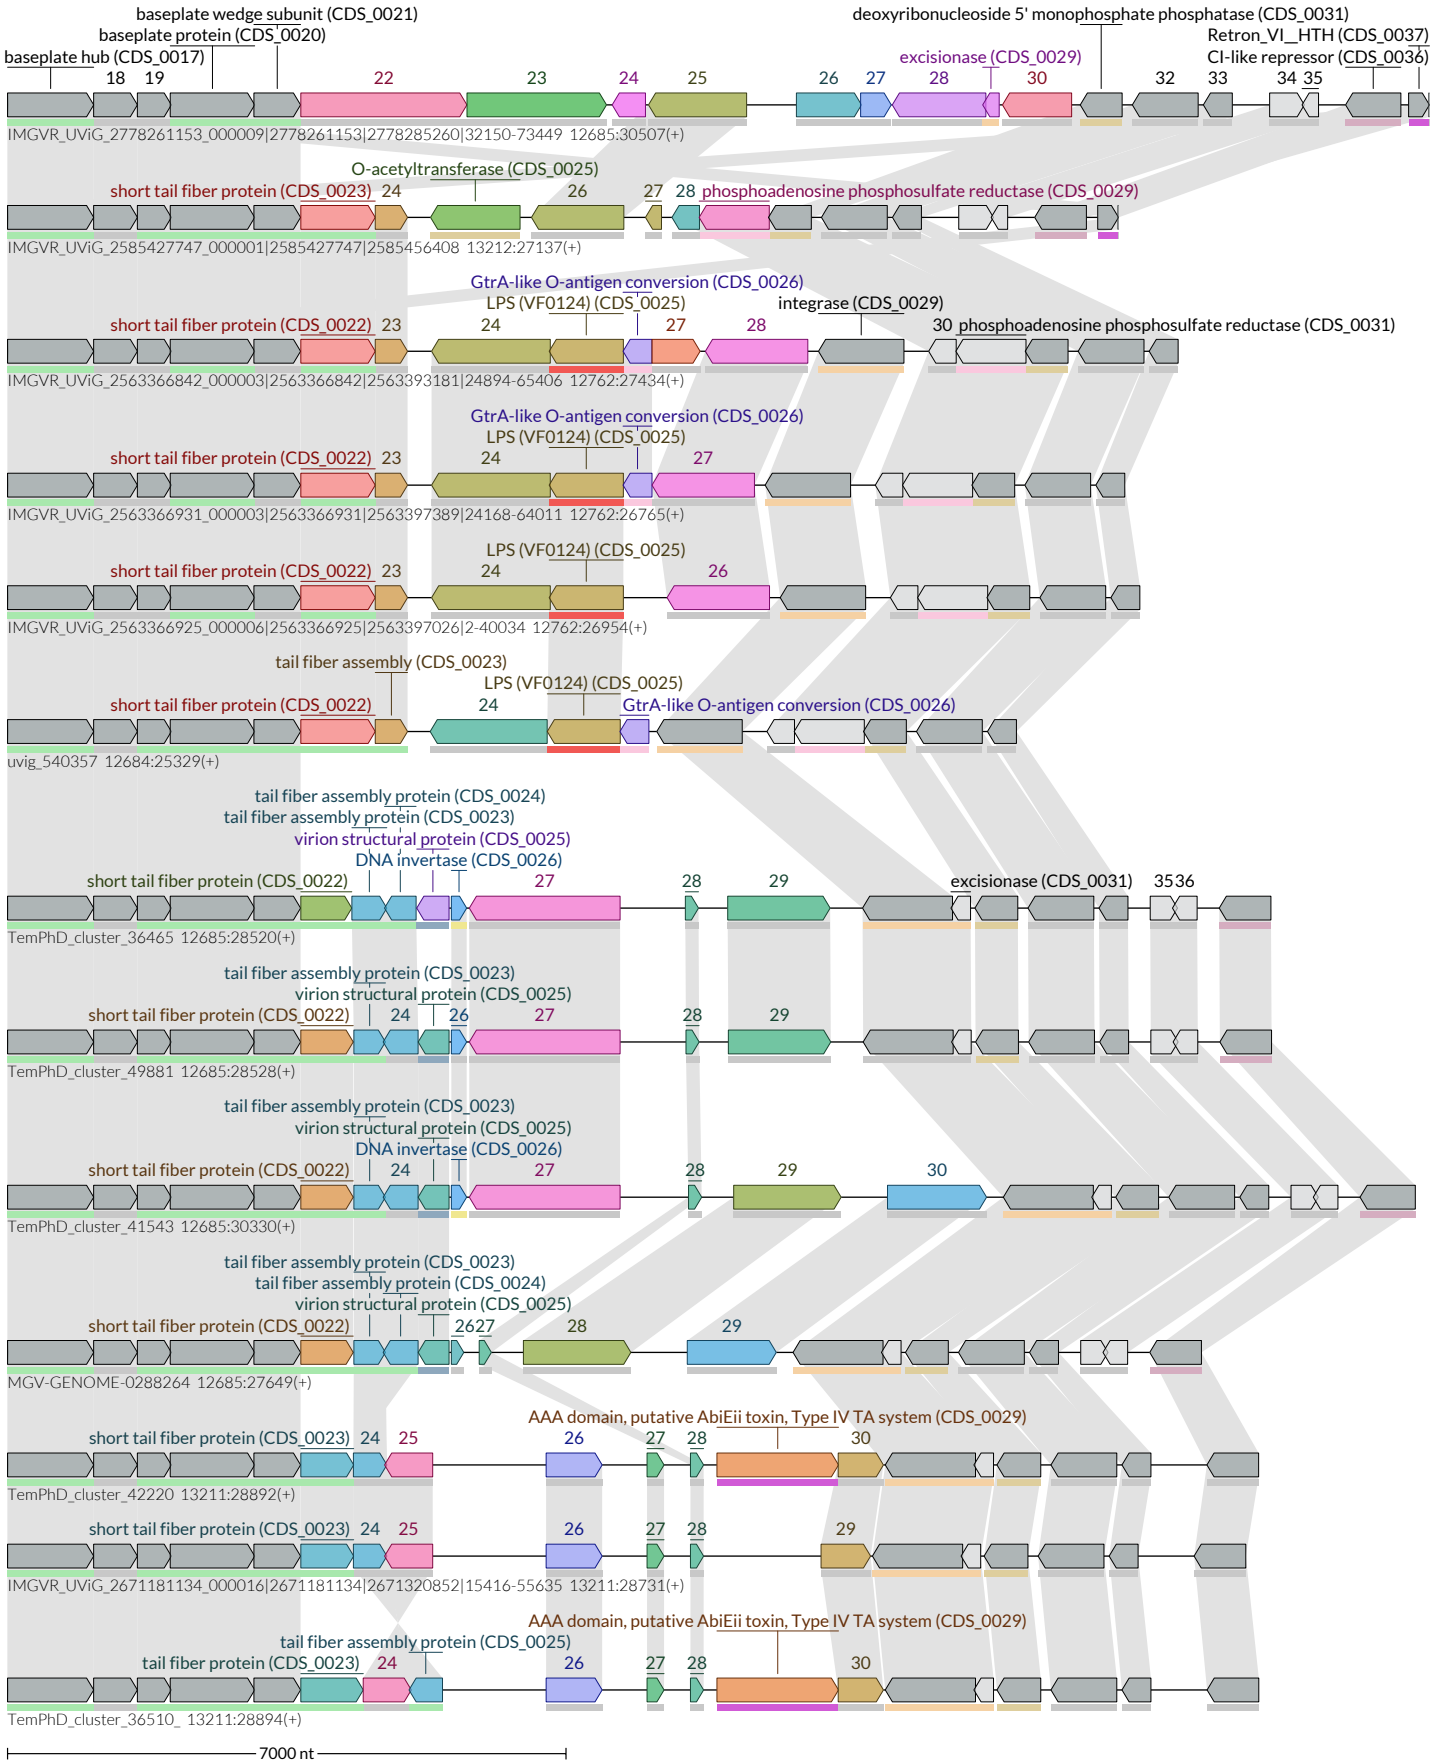 baseplate wedge subunit (CDS_0021)
deoxyribonucleoside 5' monophosphate phosphatase (CDS_0031)
baseplate protein (CDS_0020)
Retron_VI__HTH (CDS_0037)
baseplate hub (CDS_0017)
excisionase (CDS_0029)
CI-like repressor (CDS_0036)
18 19 22 23 24 25 26 27 28 30 32 33 34 35
IMGVR_UViG_2778261153_000009|2778261153|2778285260|32150-73449 12685:30507(+)
O-acetyltransferase (CDS_0025)
short tail fiber protein (CDS_0023) 24 26 27 28 phosphoadenosine phosphosulfate reductase (CDS_0029)
IMGVR_UViG_2585427747_000001|2585427747|2585456408 13212:27137(+)
GtrA-like O-antigen conversion (CDS_0026)
LPS (VF0124) (CDS_0025) integrase (CDS_0029)
short tail fiber protein (CDS_0022) 23 24 27 28 30 phosphoadenosine phosphosulfate reductase (CDS_0031)
IMGVR_UViG_2563366842_000003|2563366842|2563393181|24894-65406 12762:27434(+)
GtrA-like O-antigen conversion (CDS_0026)
LPS (VF0124) (CDS_0025)
short tail fiber protein (CDS_0022) 23 24 27
IMGVR_UViG_2563366931_000003|2563366931|2563397389|24168-64011 12762:26765(+)
LPS (VF0124) (CDS_0025)
short tail fiber protein (CDS_0022) 23 24 26
IMGVR_UViG_2563366925_000006|2563366925|2563397026|2-40034 12762:26954(+)
tail fiber assembly (CDS_0023)
LPS (VF0124) (CDS_0025)
short tail fiber protein (CDS_0022) 24 GtrA-like O-antigen conversion (CDS_0026)
uvig_540357 12684:25329(+)
tail fiber assembly protein (CDS_0024)
tail fiber assembly protein (CDS_0023)
virion structural protein (CDS_0025)
DNA invertase (CDS_0026)
short tail fiber protein (CDS_0022) 27 28 29 excisionase (CDS_0031) 35 36
TemPhD_cluster_36465 12685:28520(+)
tail fiber assembly protein (CDS_0023)
virion structural protein (CDS_0025)
short tail fiber protein (CDS_0022) 24 26 27 28 29
TemPhD_cluster_49881 12685:28528(+)
tail fiber assembly protein (CDS_0023)
virion structural protein (CDS_0025)
DNA invertase (CDS_0026)
short tail fiber protein (CDS_0022) 24 27 28 29 30
TemPhD_cluster_41543 12685:30330(+)
tail fiber assembly protein (CDS_0023)
tail fiber assembly protein (CDS_0024)
virion structural protein (CDS_0025)
short tail fiber protein (CDS_0022) 26 27 28 29
MGV-GENOME-0288264 12685:27649(+)
AAA domain, putative AbiEii toxin, Type IV TA system (CDS_0029)
short tail fiber protein (CDS_0023) 24 25 26 27 28 30
TemPhD_cluster_42220 13211:28892(+)
short tail fiber protein (CDS_0023) 24 25 26 27 28 29
IMGVR_UViG_2671181134_000016|2671181134|2671320852|15416-55635 13211:28731(+)
AAA domain, putative AbiEii toxin, Type IV TA system (CDS_0029)
tail fiber assembly protein (CDS_0025)
tail fiber protein (CDS_0023) 24 26 27 28 30
TemPhD_cluster_36510_ 13211:28894(+)
7000 nt